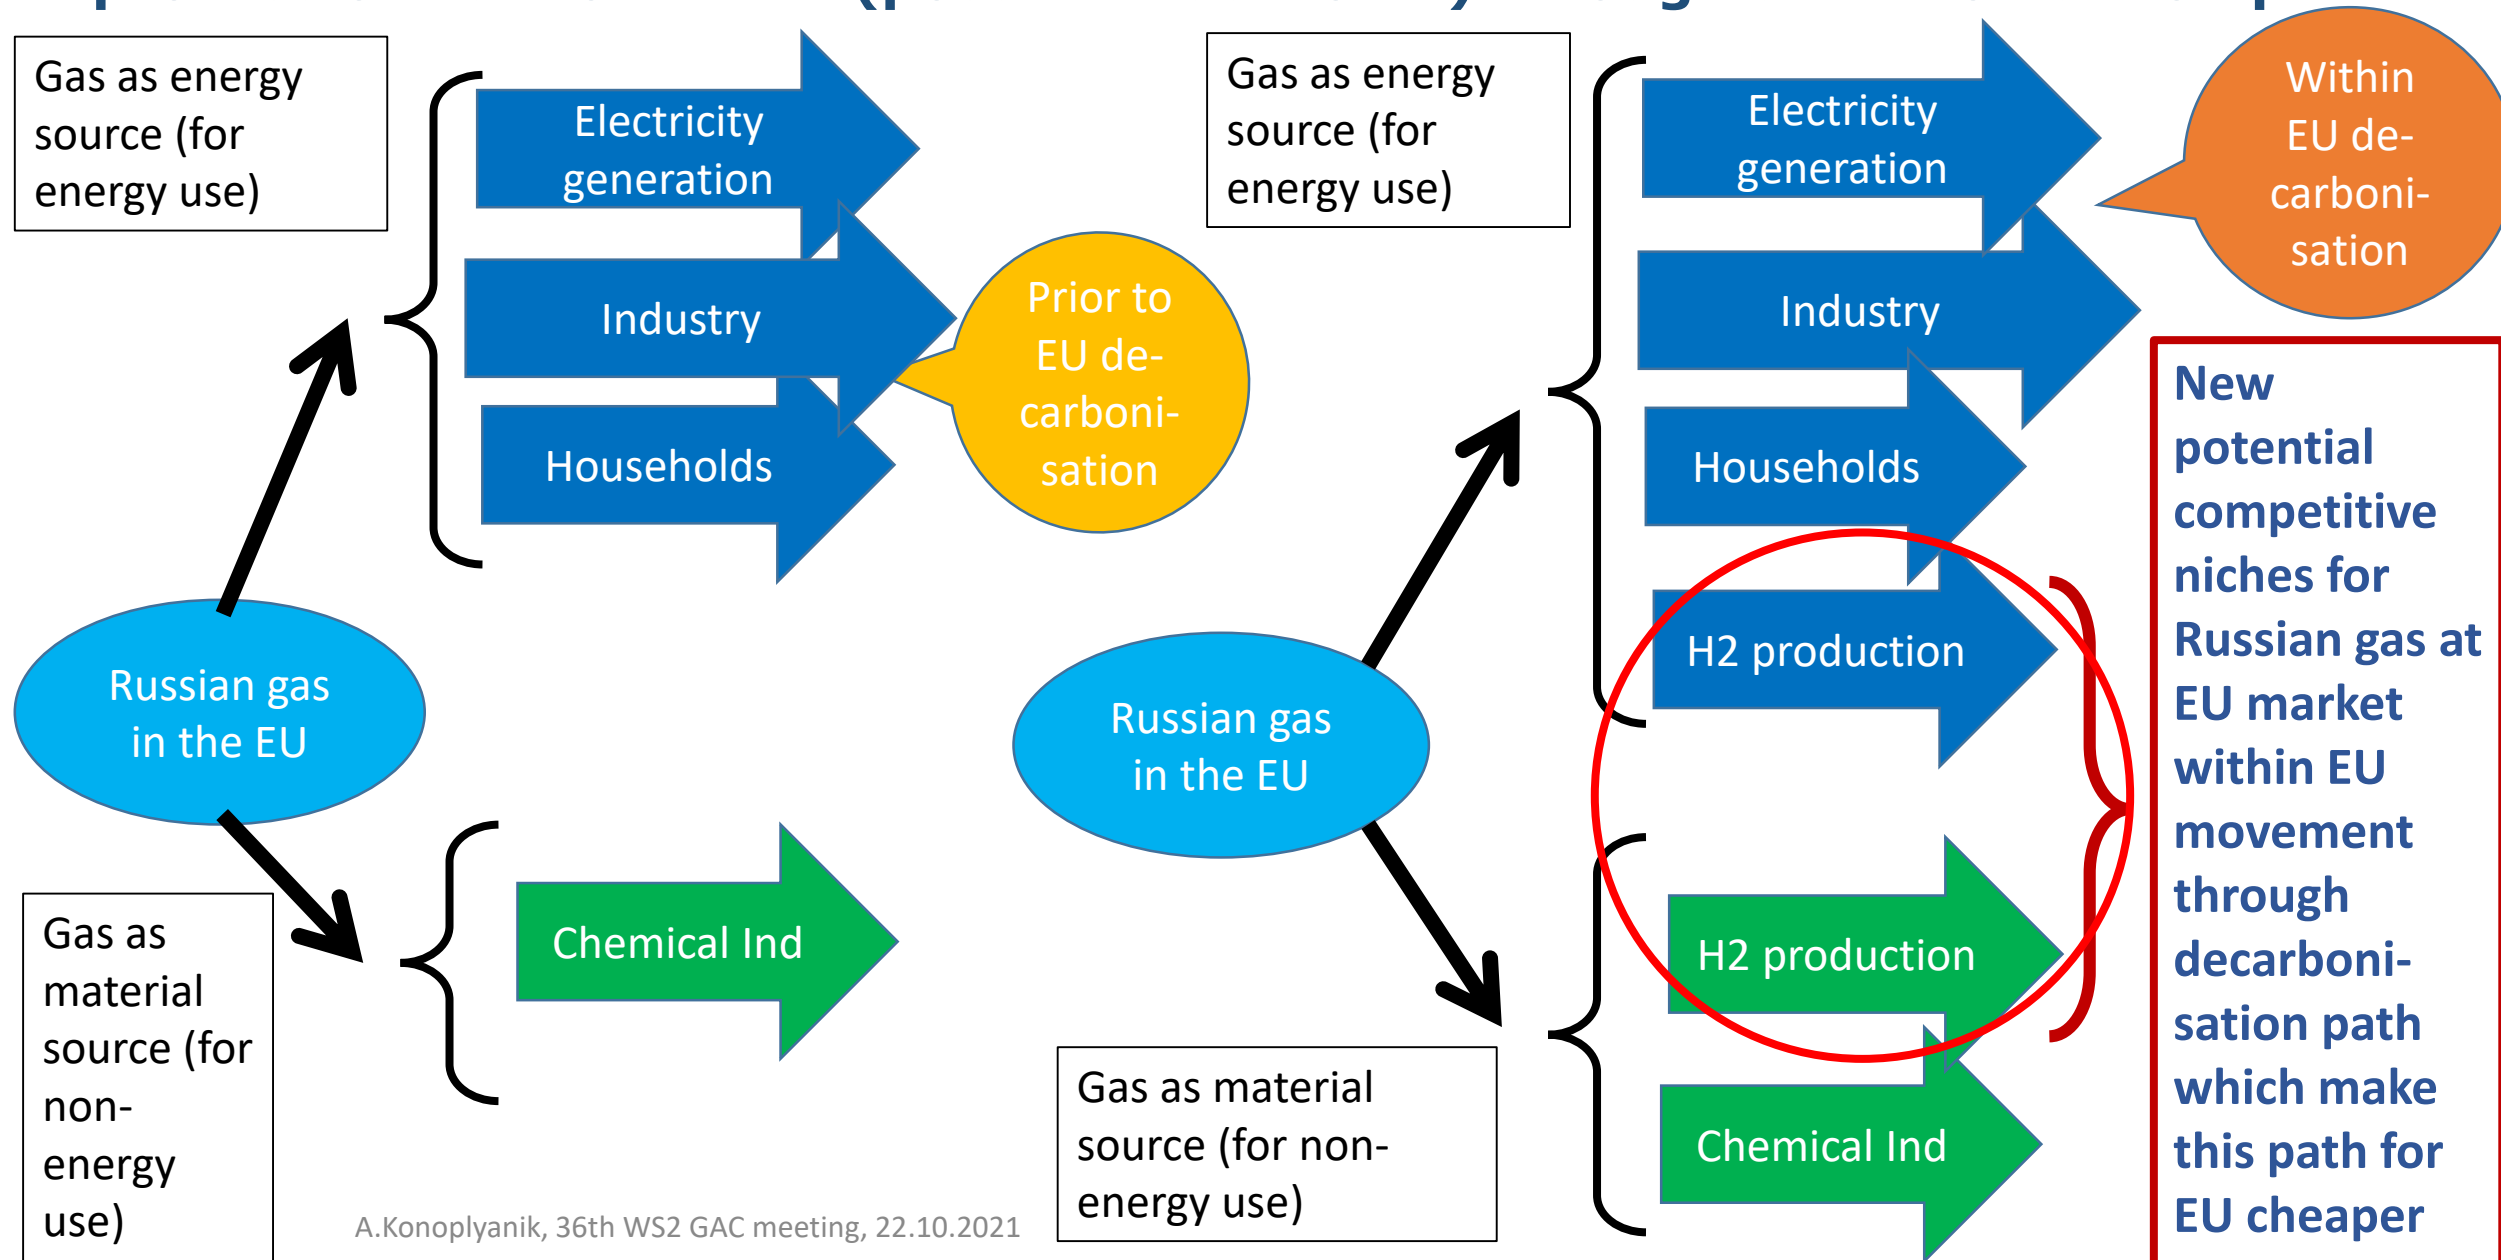 Gas as energy
source (for
energy use)
Electricity
generation
Industry
Households
Prior to
EU de-
carboni-
sation
Russian gas
in the EU
Gas as
material
source (for
non-
energy
use)
Chemical Ind
Gas as energy
source (for
energy use)
Electricity
generation
Industry
Households
H2 production
Within
EU de-
carboni-
sation
Russian gas
in the EU
Gas as material
source (for non-
energy use)
H2 production
Chemical Ind
New
potential
competitive
niches for
Russian gas at
EU market
within EU
movement
through
decarboni-
sation path
which make
this path for
EU cheaper
A.Konoplyanik, 36th WS2 GAC meeting, 22.10.2021